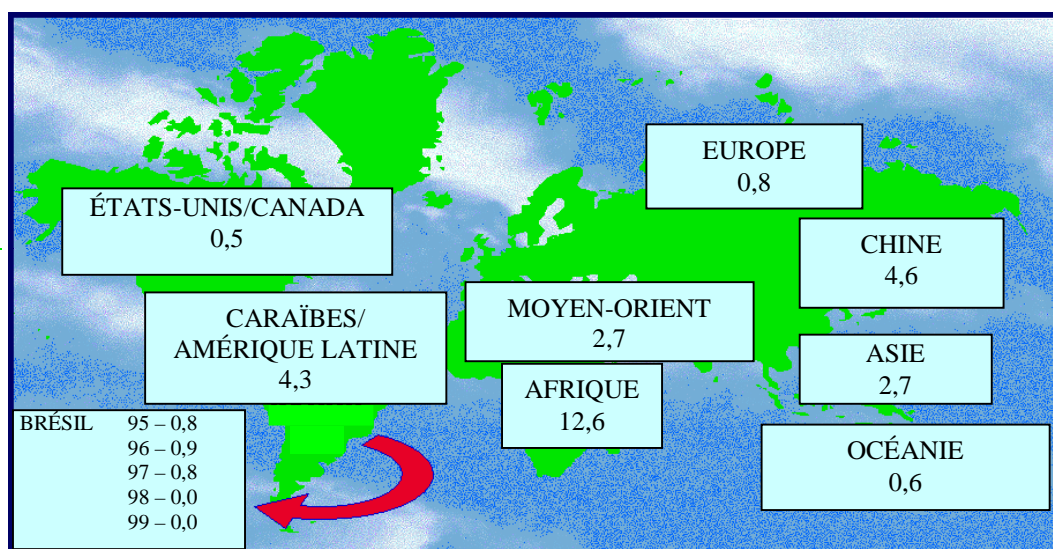 EUROPE
0,8
ÉTATS-UNIS/CANADA
0,5
CHINE
4,6
CARAÏBES/
AMÉRIQUE LATINE
4,3
MOYEN-ORIENT
2,7
ASIE
2,7
AFRIQUE
12,6
BRÉSIL 95 – 0,8
96 – 0,9
97 – 0,8
98 – 0,0
99 – 0,0
OCÉANIE
0,6